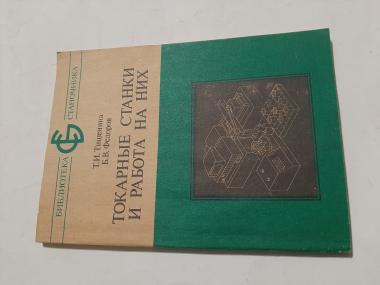 БИБЛИОТЕКА
СТАНОЧНИКА
Т.И. Тишенина
Б.В. Федоров
ТОКАРНЫЕ СТАНКИ
И РАБОТА НА НИХ